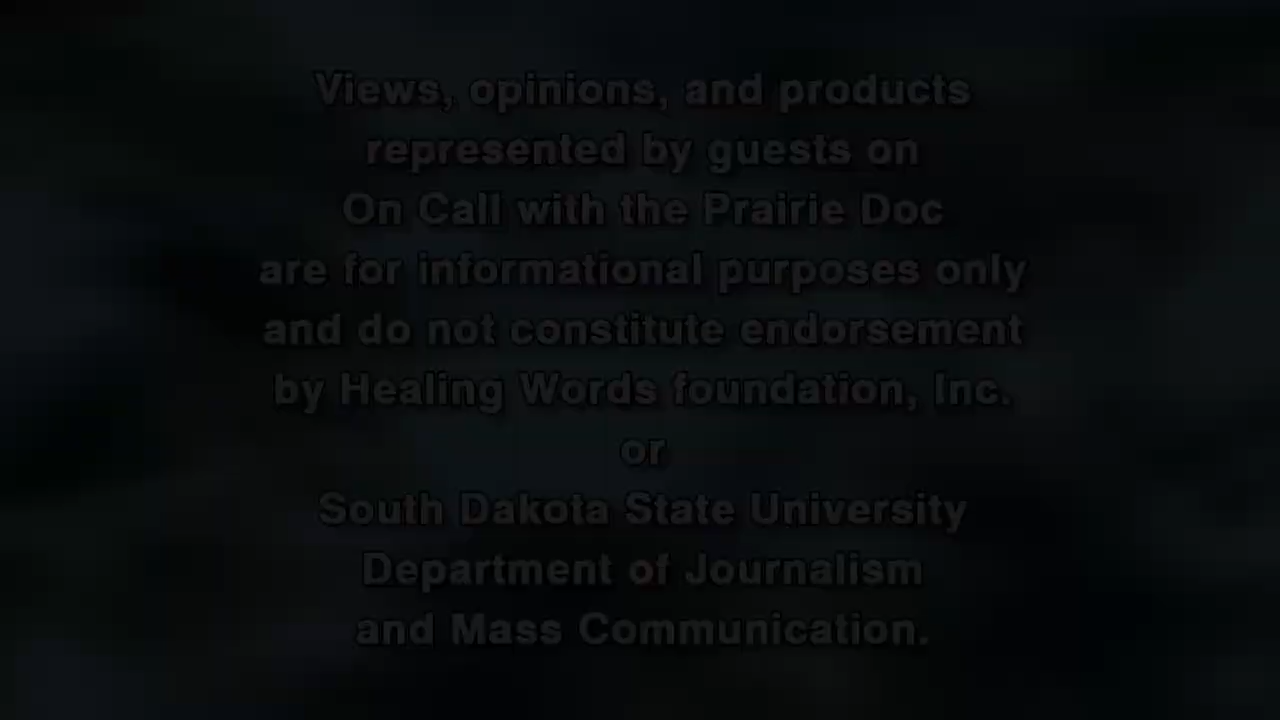 Views, opinions, and products
represented by guests on
On Call with the Prairie Doc
are for informational purposes only
and do not constitute endorsement
by Healing Words foundation, Inc.
or
South Dakota State University
Department of Journalism
and Mass Communication.